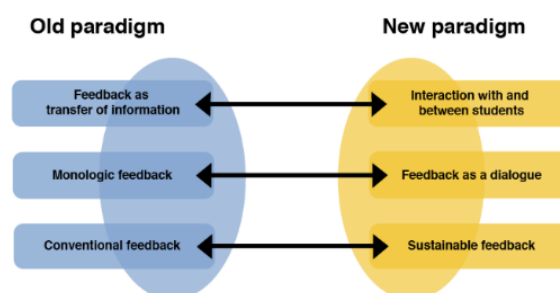 Old paradigm
New paradigm
Feedback as
transfer of information
Interaction with and
between students
Monologic feedback
Feedback as a dialogue
Conventional feedback
Sustainable feedback